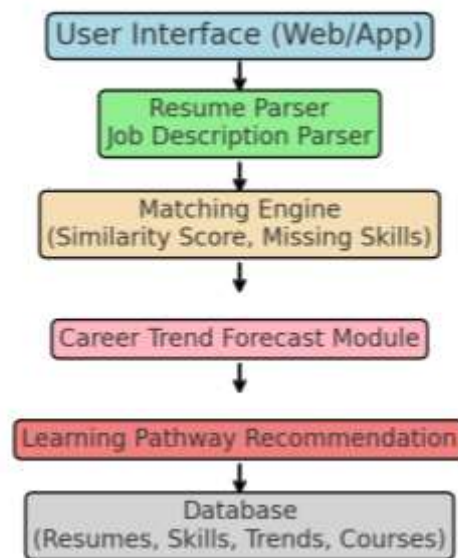 User Interface (Web/App)
Resume Parser
Job Description Parser
Matching Engine
(Similarity Score, Missing Skills)
Career Trend Forecast Module
Learning Pathway Recommendation
Database
(Resumes, Skills, Trends, Courses)